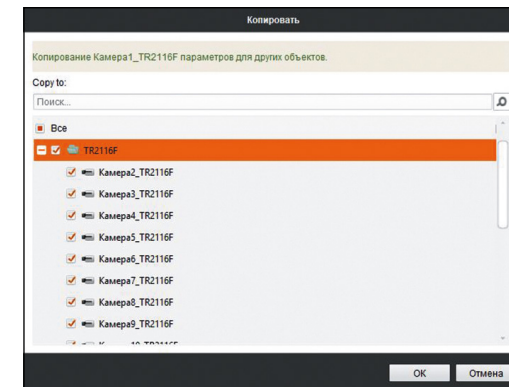 Копировать
Копирование Камера1_TR2116F параметров для других объектов.
Copy to:
Поиск...
Все
TR2116F
Камера2_TR2116F
Камера3_TR2116F
Камера4_TR2116F
Камера5_TR2116F
Камера6_TR2116F
Камера7_TR2116F
Камера8_TR2116F
Камера9_TR2116F
OK
Отмена